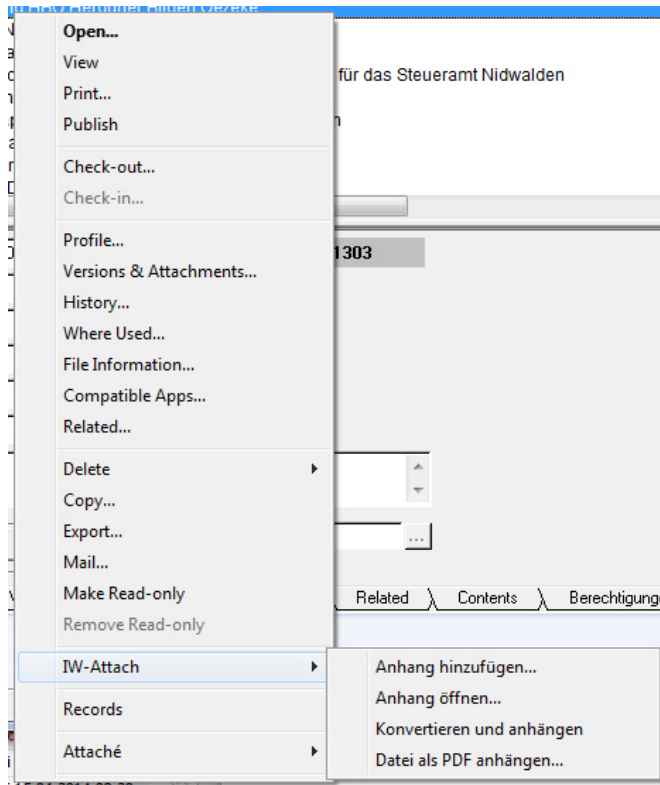 Open...
View
für das Steueramt Nidwalden
Print...
Publish
Check-out...
Check-in...
Profile...
1303
Versions & Attachments...
History...
Where Used...
File Information...
Compatible Apps...
Related...
Delete
Copy...
Export...
...
Mail...
Make Read-only
Related
Contents
Berechtigung
Remove Read-only
IW-Attach
Anhang hinzufügen...
Anhang öffnen...
Records
Konvertieren und anhängen
Attaché
Datei als PDF anhängen...